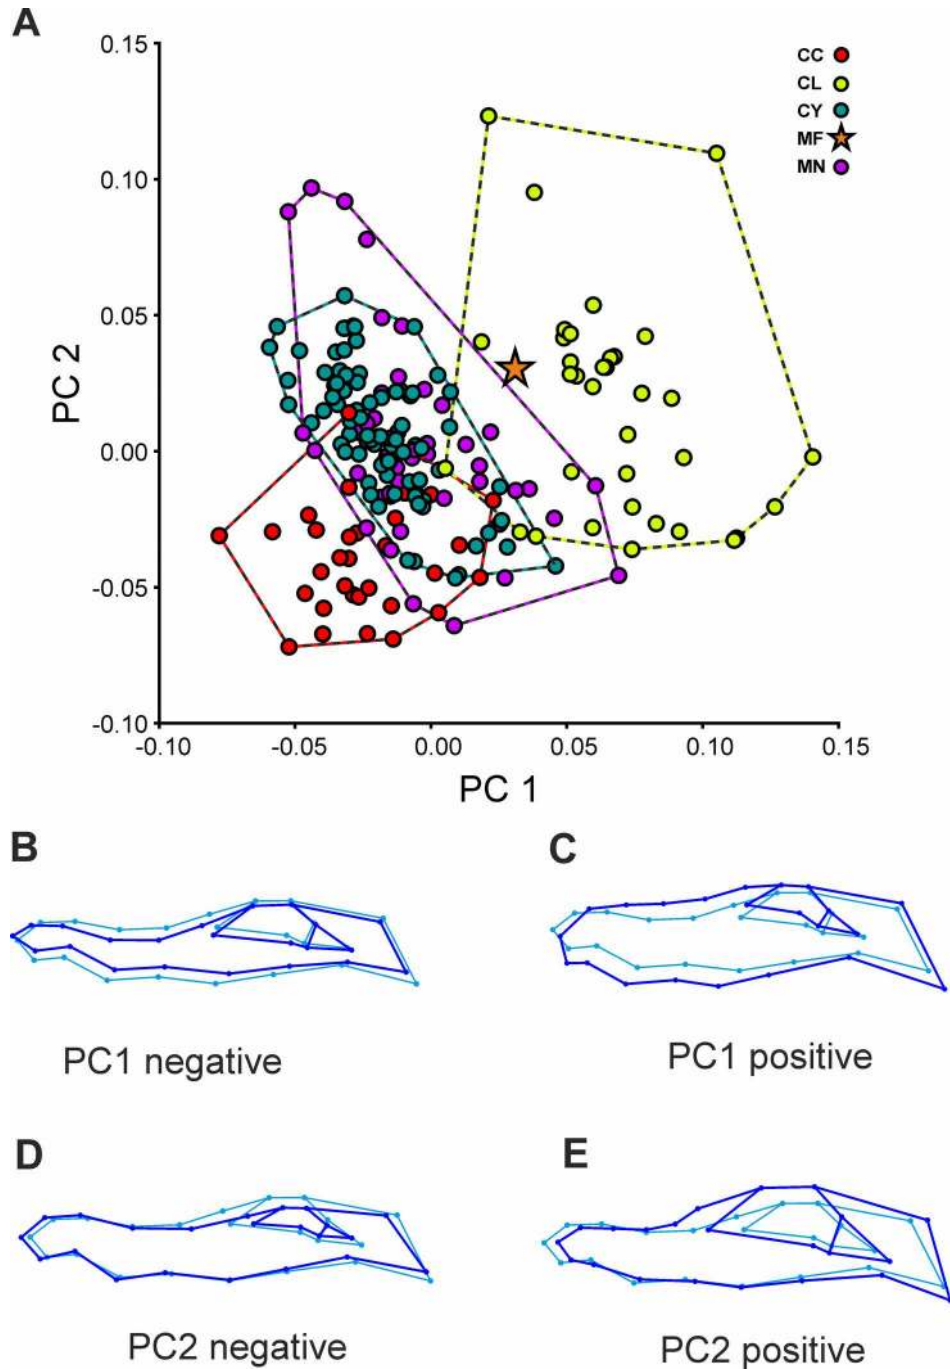 A
0.15
0.10
0.05
0.00
-0.05
-0.10
PC 2
CC
CL
CY
MF
MN
-0.10 -0.05 0.00 0.05 0.10 0.15
PC 1
B C
PC1 negative PC1 positive
D E
PC2 negative PC2 positive